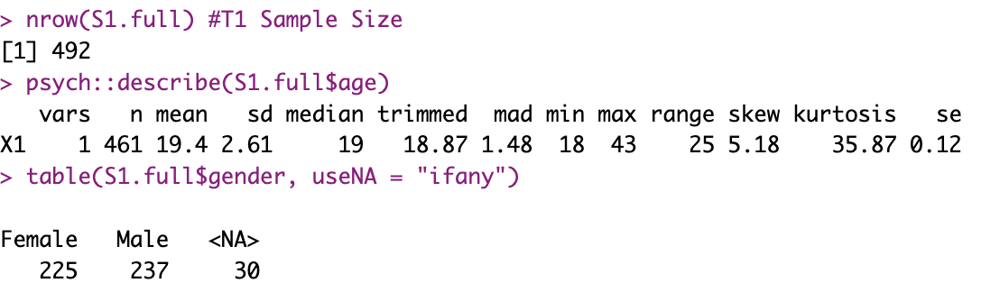 > nrow(S1.full) #T1 Sample Size
[1] 492
> psych::describe(S1.full$age)
   vars   n mean   sd median trimmed  mad min max range skew kurtosis   se
X1    1 461 19.4 2.61     19   18.87 1.48  18  43    25 5.18    35.87 0.12
> table(S1.full$gender, useNA = "ifany")
Female   Male   <NA>
   225    237     30